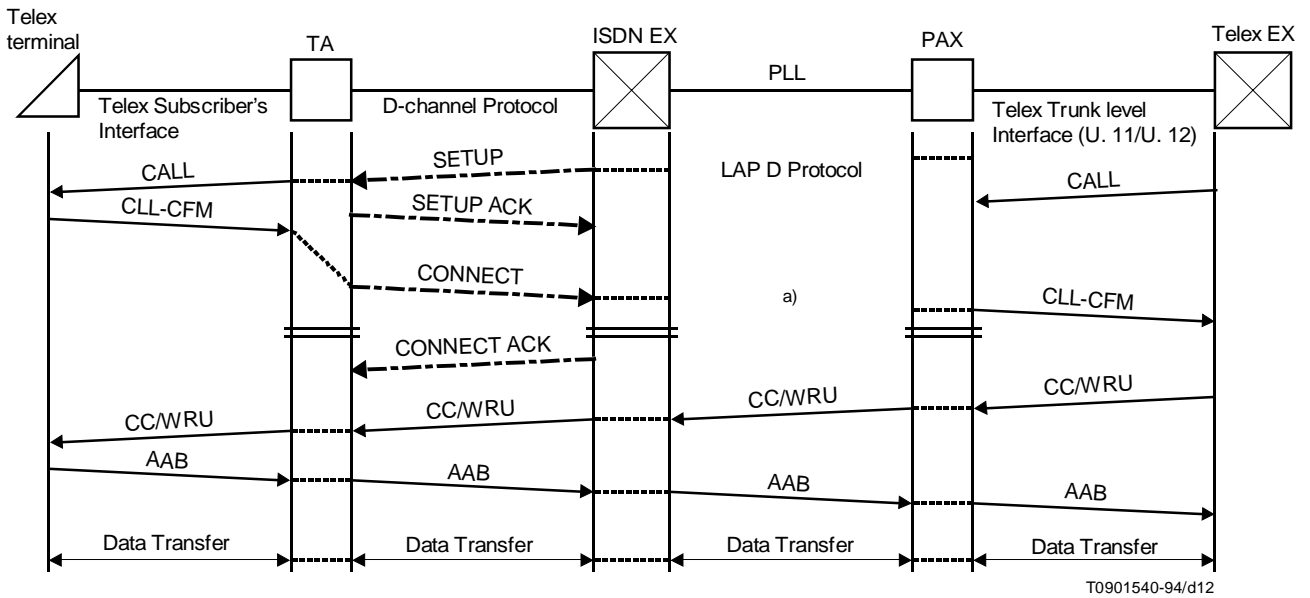 Telex
terminal
TA
ISDN EX
PAX
Telex EX
PLL
Telex Subscriber's
Interface
D-channel Protocol
Telex Trunk level
Interface (U. 11/U. 12)
LAP D Protocol
SETUP
CALL
CALL
SETUP ACK
CLL-CFM
CONNECT
a)
CLL-CFM
CONNECT ACK
CC/WRU
CC/WRU
CC/WRU
CC/WRU
AAB
AAB
AAB
AAB
Data Transfer
Data Transfer
Data Transfer
Data Transfer
T0901540-94/d12